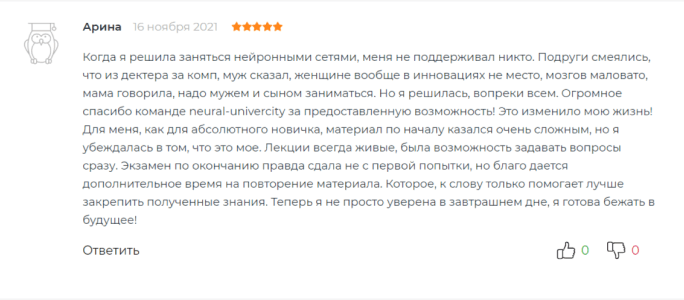 Арина 16 ноября 2021
Когда я решила заняться нейронными сетями, меня не поддерживал никто. Подруги смеялись,
что из дектера за комп, муж сказал, женщине вообще в инновациях не место, мозгов маловато,
мама говорила, надо мужем и сыном заниматься. Но я решилась, вопреки всем. Огромное
спасибо команде neural-univercity за предоставленную возможность! Это изменило мою жизнь!
Для меня, как для абсолютного новичка, материал по началу казался очень сложным, но я
убеждалась в том, что это мое. Лекции всегда живые, была возможность задавать вопросы
сразу. Экзамен по окончанию правда сдала не с первой попытки, но благо дается
дополнительное время на повторение материала. Которое, к слову только помогает лучше
закрепить полученные знания. Теперь я не просто уверена в завтрашнем дне, я готова бежать в
будущее!
Ответить 0 0